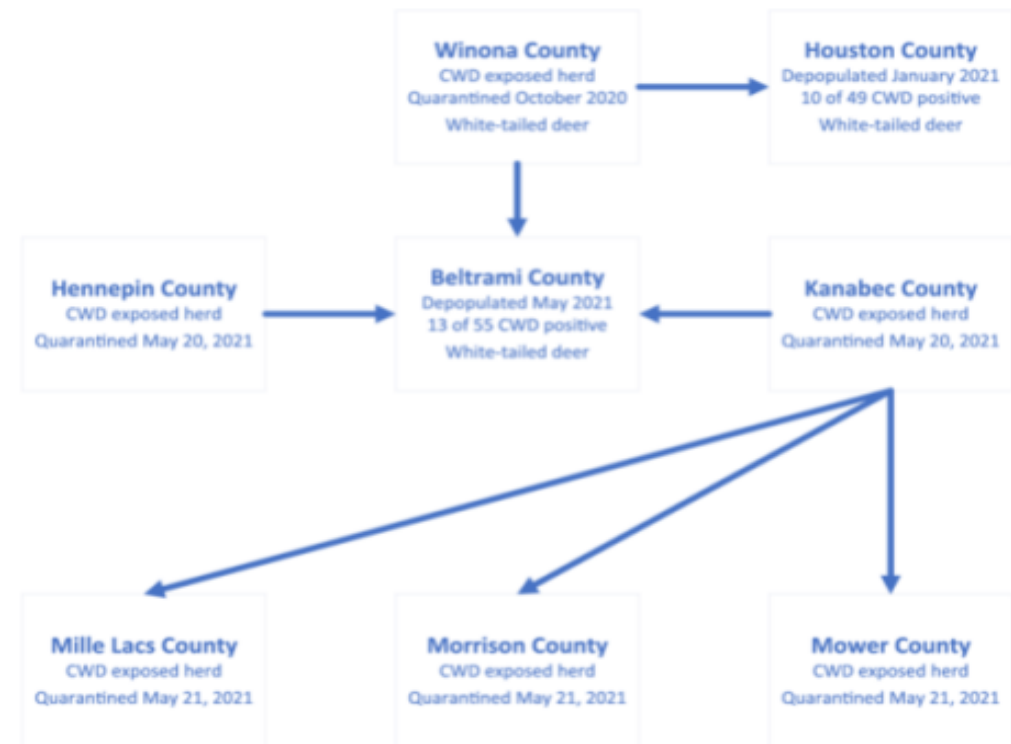 Winona County
CWD exposed herd
Quarantined October 2020
White-tailed deer
Houston County
Depopulated January 2021
10 of 49 CWD positive
White-tailed deer
Hennepin County
CWD exposed herd
Quarantined May 20, 2021
Beltrami County
Depopulated May 2021
13 of 55 CWD positive
White-tailed deer
Kanabec County
CWD exposed herd
Quarantined May 20, 2021
Mille Lacs County
CWD exposed herd
Quarantined May 21, 2021
Morrison County
CWD exposed herd
Quarantined May 21, 2021
Mower County
CWD exposed herd
Quarantined May 21, 2021